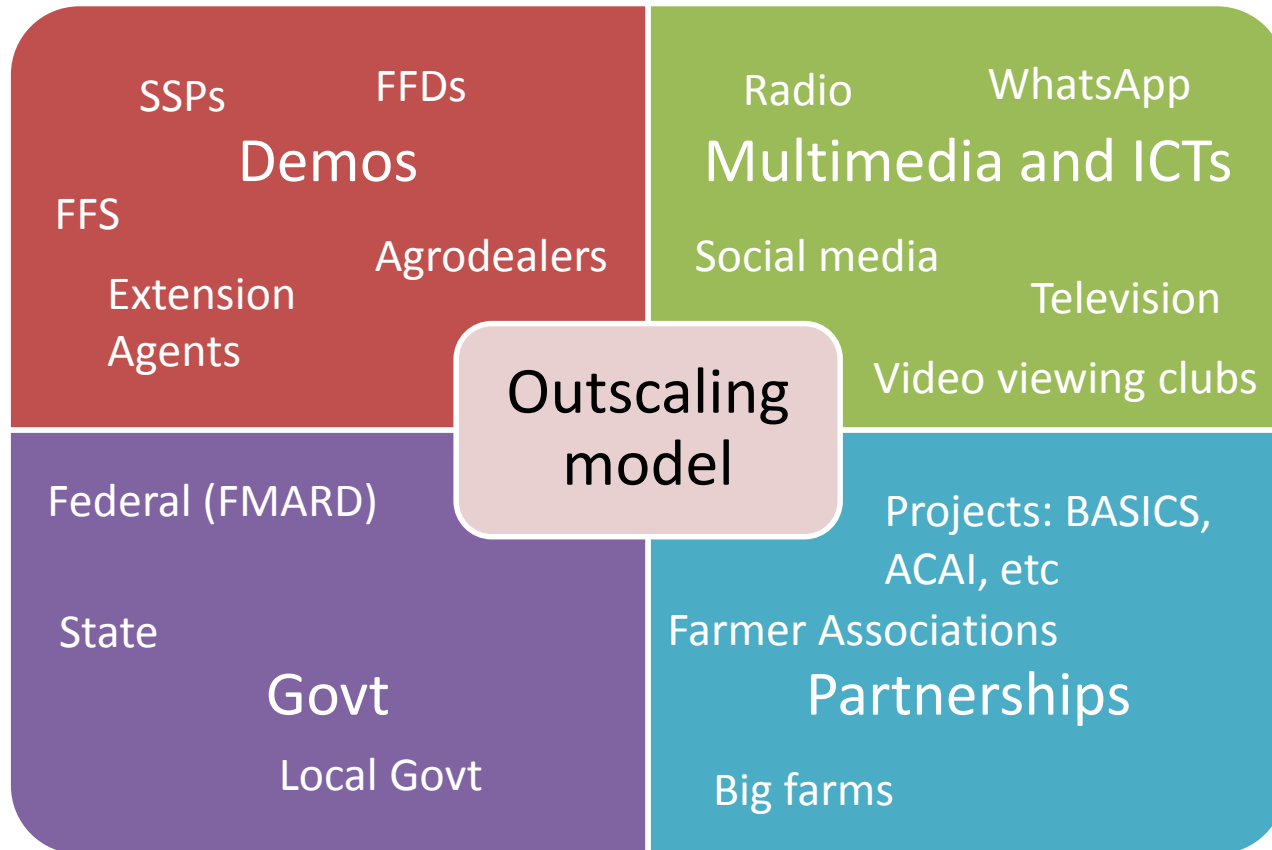 SSPs
FFDs
Demos
FFS
Agrodealers
Extension
Agents
Radio
WhatsApp
Multimedia and ICTs
Social media
Television
Video viewing clubs
Outscaling
model
Federal (FMARD)
State
Govt
Local Govt
Projects: BASICS,
ACAI, etc
Farmer Associations
Partnerships
Big farms